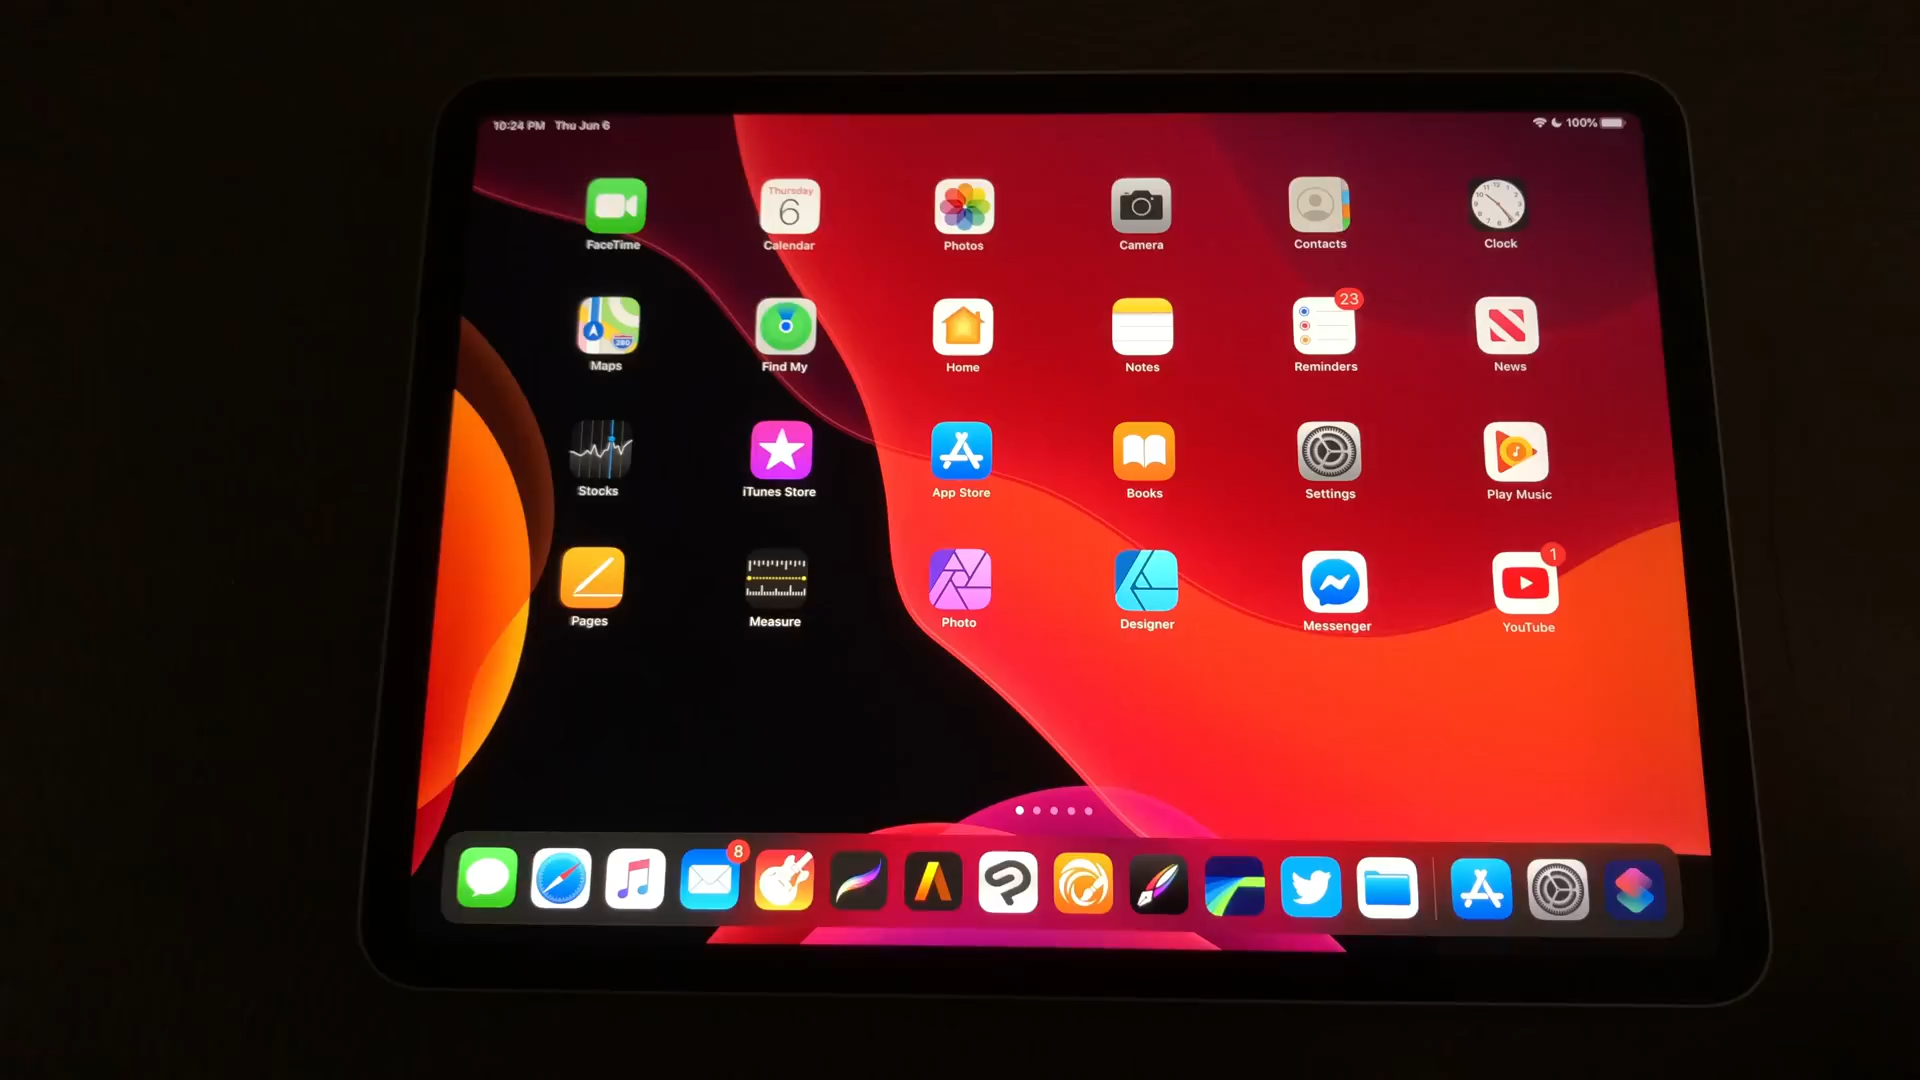 10:24 PM Thu Jun 6
100%
FaceTime
Thursday
6
Calendar
Photos
Camera
Contacts
Clock
280
Maps
Find My
Home
Notes
23
Reminders
News
Stocks
iTunes Store
App Store
Books
Settings
Play Music
Pages
Measure
Photo
Designer
Messenger
1
YouTube
8